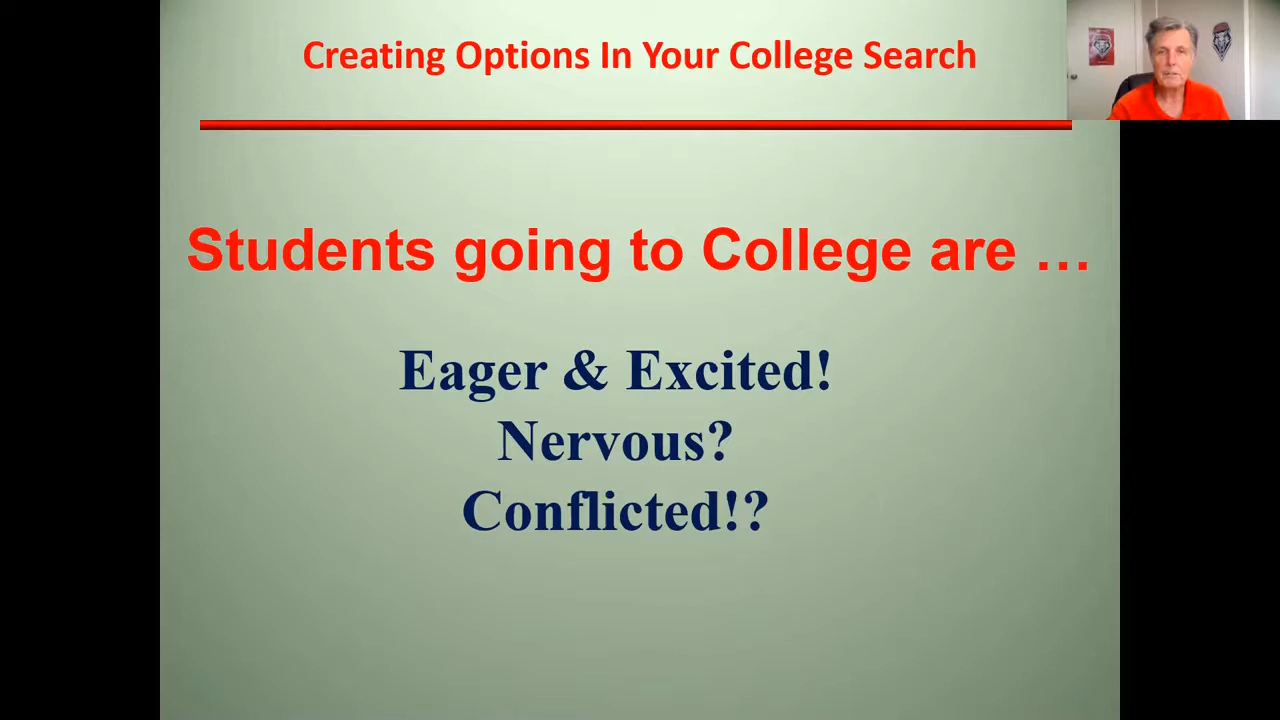 Creating Options In Your College Search
Students going to College are …
Eager & Excited!
Nervous?
Conflicted!?